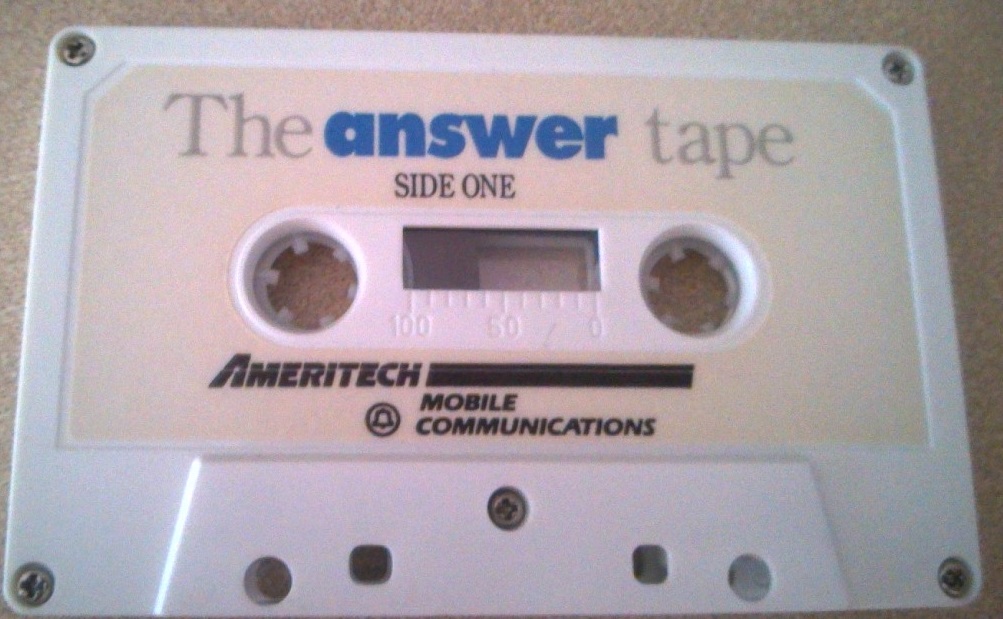 The answer tape
SIDE ONE
100 50 0
AMERITECH
MOBILE
COMMUNICATIONS